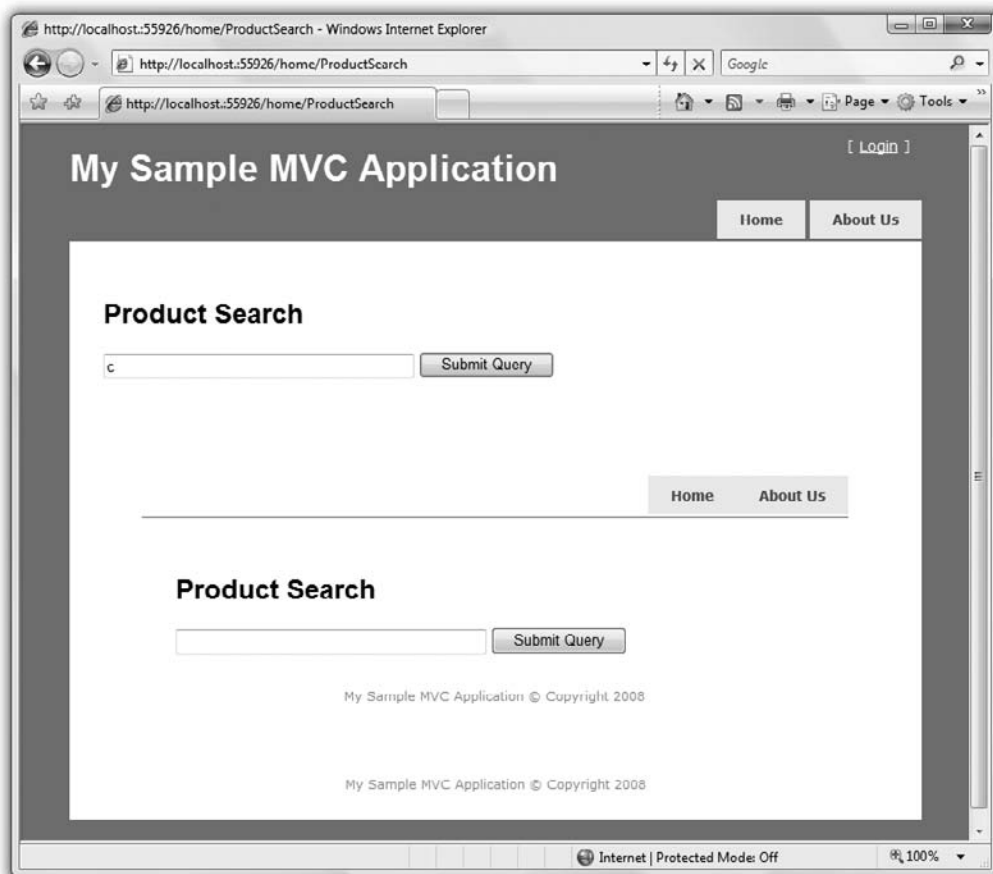 http://localhost.:55926/home/ProductSearch - Windows Internet Explorer
http://localhost.:55926/home/ProductSearch Google
http://localhost.:55926/home/ProductSearch Page Tools
[ Login ]
My Sample MVC Application
Home About Us
Product Search
c Submit Query
Home About Us
Product Search
Submit Query
My Sample MVC Application © Copyright 2008
My Sample MVC Application © Copyright 2008
Internet | Protected Mode: Off 100%